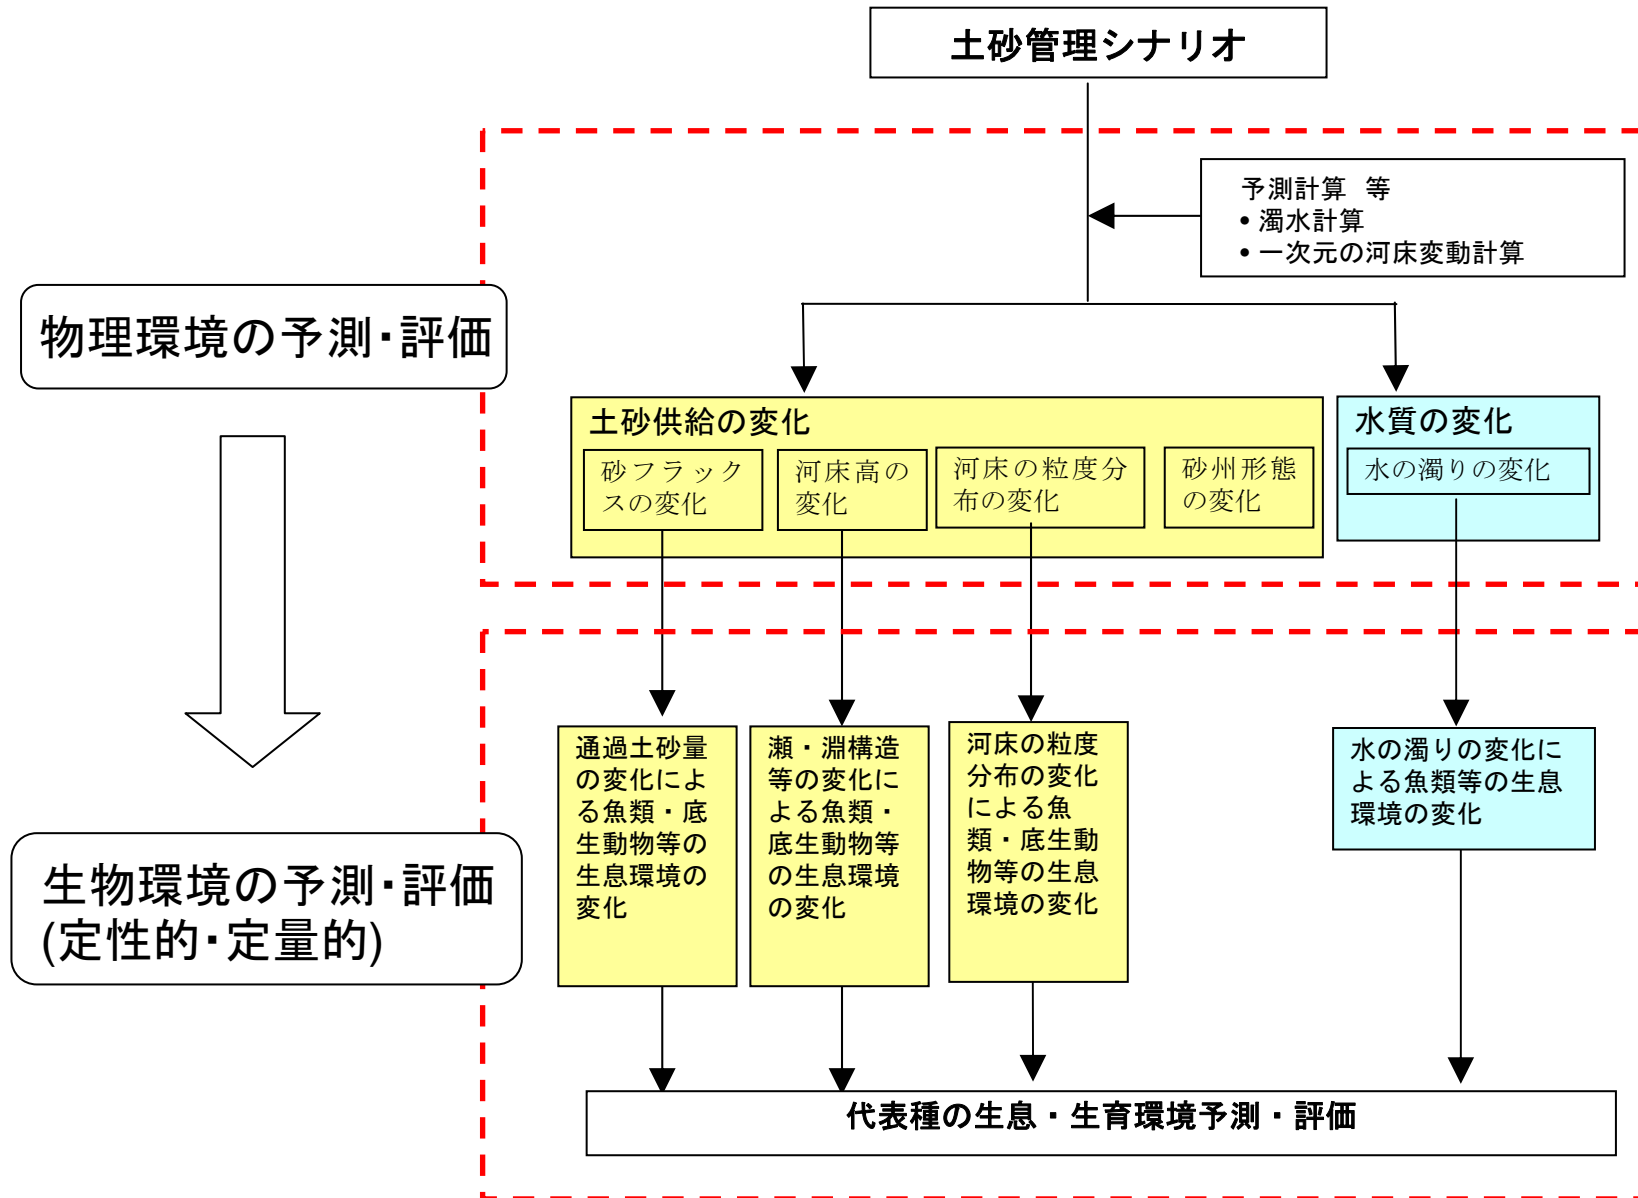 土砂管理シナリオ
予測計算 等
• 濁水計算
• 一次元の河床変動計算
物理環境の予測・評価
土砂供給の変化
砂フラック
スの変化
河床高の
変化
河床の粒度分
布の変化
砂州形態
の変化
水質の変化
水の濁りの変化
生物環境の予測・評価
(定性的・定量的)
通過土砂量
の変化によ
る魚類・底
生動物等の
生息環境の
変化
瀬・淵構造
等の変化に
よる魚類・
底生動物等
の生息環境
の変化
河床の粒度
分布の変化
による魚
類・底生動
物等の生息
環境の変化
水の濁りの変化に
よる魚類等の生息
環境の変化
代表種の生息・生育環境予測・評価